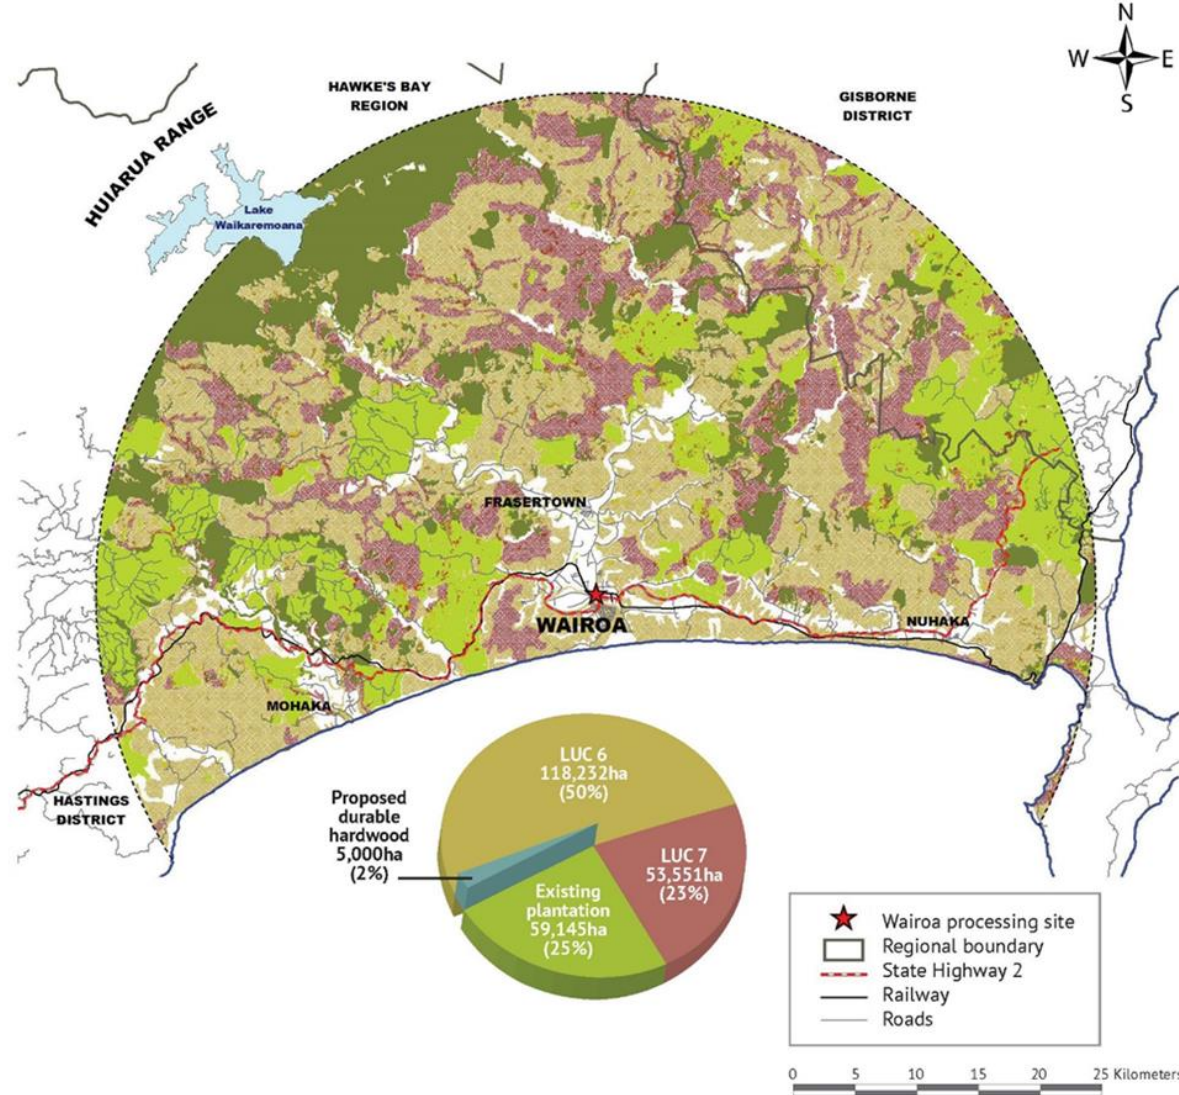 N
W E
S
HAWKE'S BAY
REGION
GISBORNE
DISTRICT
HUIARUA RANGE
Lake
Waikaremoana
FRASERTOWN
WAIROA
NUHAKA
MOHAKA
HASTINGS
DISTRICT
LUC 6
118,232ha
(50%)
Proposed
durable
hardwood
5,000ha
(2%)
LUC 7
53,551ha
(23%)
Existing
plantation
59,145ha
(25%)
Wairoa processing site
Regional boundary
State Highway 2
Railway
Roads
0 5 10 15 20 25 Kilometers